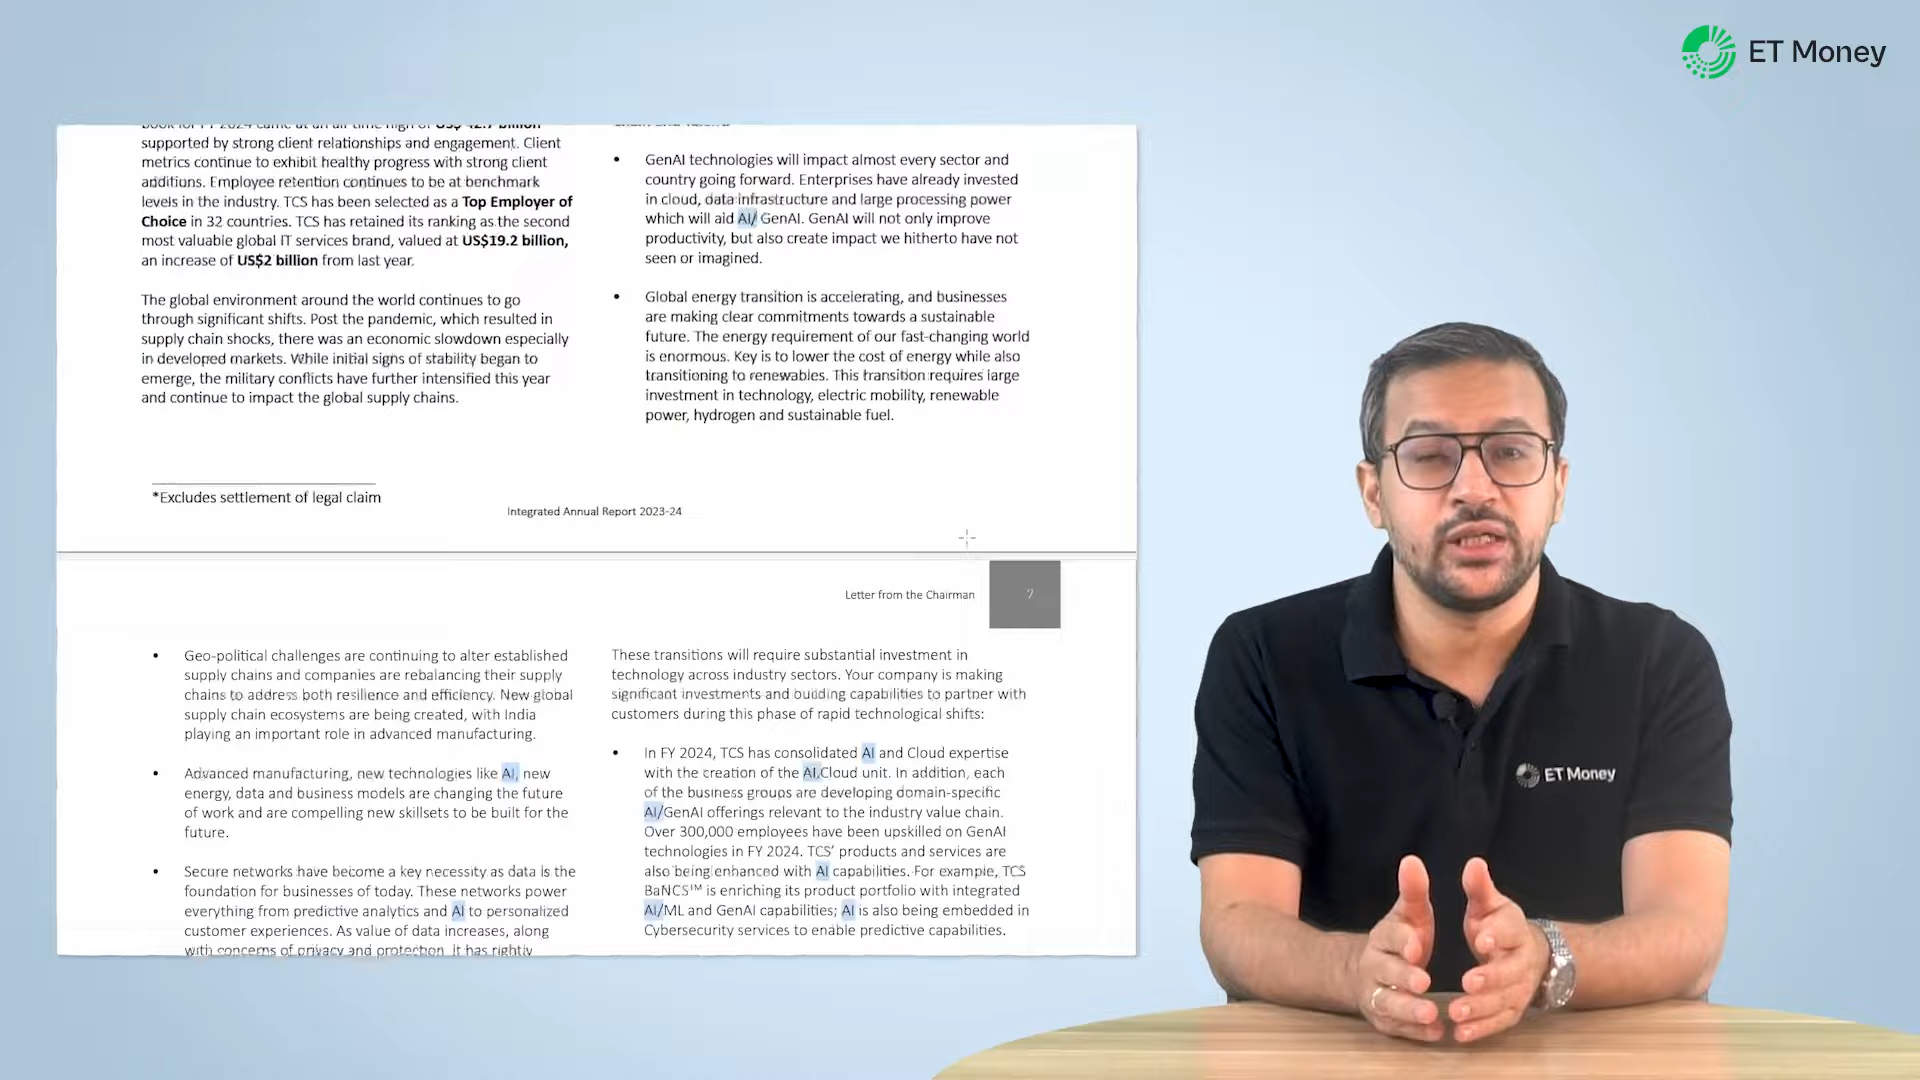 ET Money
supported by strong client relationships and engagement. Client
metrics continue to exhibit healthy progress with strong client
additions. Employee retention continues to be at benchmark
levels in the industry. TCS has been selected as a Top Employer of
Choice in 32 countries. TCS has retained its ranking as the second
most valuable global IT services brand, valued at US$19.2 billion,
an increase of US$2 billion from last year.
The global environment around the world continues to go
through significant shifts. Post the pandemic, which resulted in
supply chain shocks, there was an economic slowdown especially
in developed markets. While initial signs of stability began to
emerge, the military conflicts have further intensified this year
and continue to impact the global supply chains.
*Excludes settlement of legal claim
• GenAI technologies will impact almost every sector and
country going forward. Enterprises have already invested
in cloud, data infrastructure and large processing power
which will aid AI/ GenAI. GenAI will not only improve
productivity, but also create impact we hitherto have not
seen or imagined.
• Global energy transition is accelerating, and businesses
are making clear commitments towards a sustainable
future. The energy requirement of our fast-changing world
is enormous. Key is to lower the cost of energy while also
transitioning to renewables. This transition requires large
investment in technology, electric mobility, renewable
power, hydrogen and sustainable fuel.
Integrated Annual Report 2023-24
Letter from the Chairman
7
• Geo-political challenges are continuing to alter established
supply chains and companies are rebalancing their supply
chains to address both resilience and efficiency. New global
supply chain ecosystems are being created, with India
playing an important role in advanced manufacturing.
• Advanced manufacturing, new technologies like AI, new
energy, data and business models are changing the future
of work and are compelling new skillsets to be built for the
future.
• Secure networks have become a key necessity as data is the
foundation for businesses of today. These networks power
everything from predictive analytics and AI to personalized
customer experiences. As value of data increases, along
with concerns of privacy and protection, it has rightly
These transitions will require substantial investment in
technology across industry sectors. Your company is making
significant investments and building capabilities to partner with
customers during this phase of rapid technological shifts:
• In FY 2024, TCS has consolidated AI and Cloud expertise
with the creation of the AI.Cloud unit. In addition, each
of the business groups are developing domain-specific
AI/GenAI offerings relevant to the industry value chain.
Over 300,000 employees have been upskilled on GenAI
technologies in FY 2024. TCS’ products and services are
also being enhanced with AI capabilities. For example, TCS
BaNCS™ is enriching its product portfolio with integrated
AI/ML and GenAI capabilities; AI is also being embedded in
Cybersecurity services to enable predictive capabilities.
ET Money